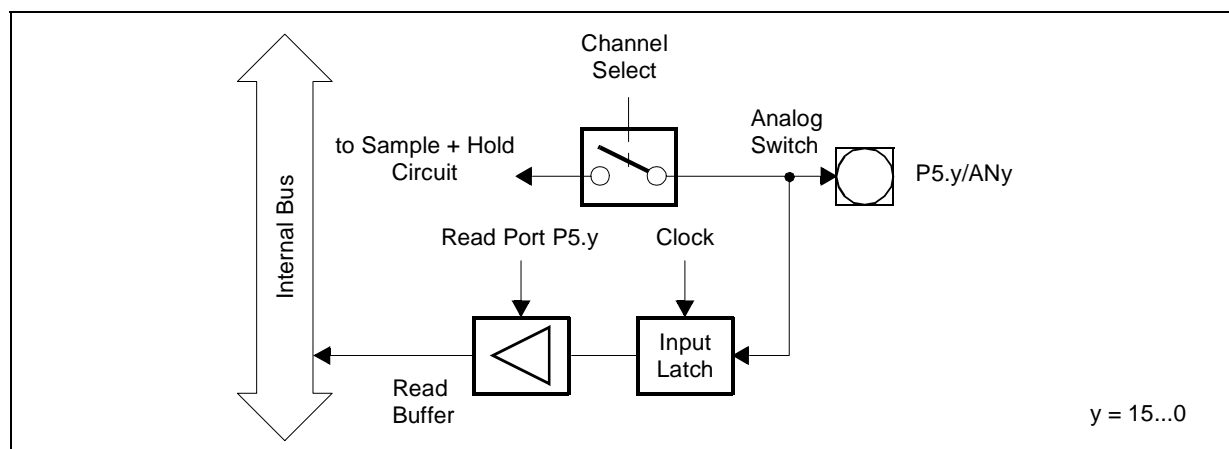 Channel
Select
Analog
Switch
to Sample + Hold
Circuit
P5.y/ANy
Internal Bus
Read Port P5.y
Clock
Input
Latch
Read
Buffer
y = 15...0